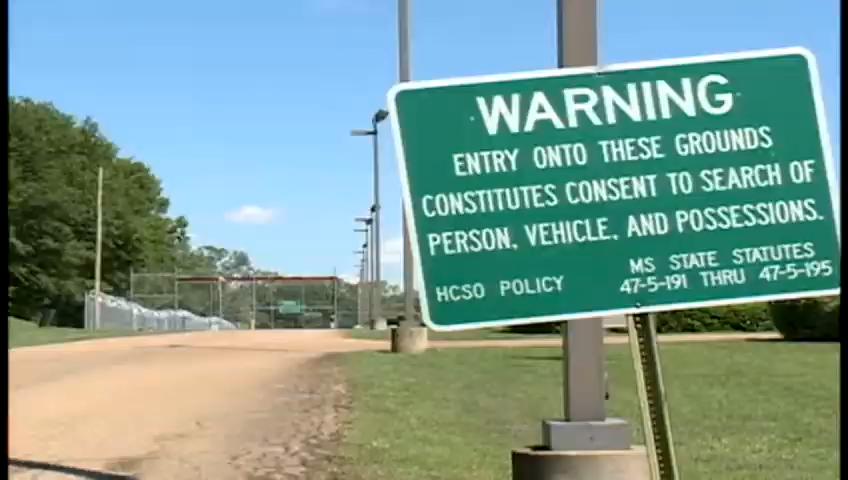 WARNING
ENTRY ONTO THESE GROUNDS
CONSTITUTES CONSENT TO SEARCH OF
PERSON, VEHICLE, AND POSSESSIONS.
HCSO POLICY
MS STATE STATUTES
47-5-191 THRU 47-5-195